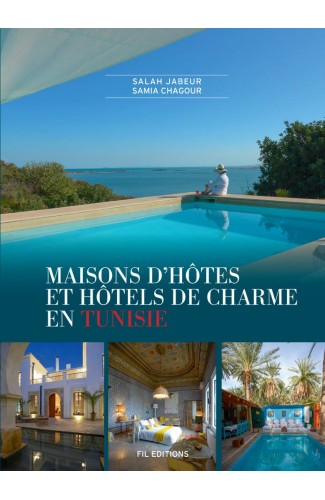 SALAH JABEUR
SAMIA CHAGOUR
MAISONS D'HÔTES
ET HÔTELS DE CHARME
EN TUNISIE
FIL EDITIONS